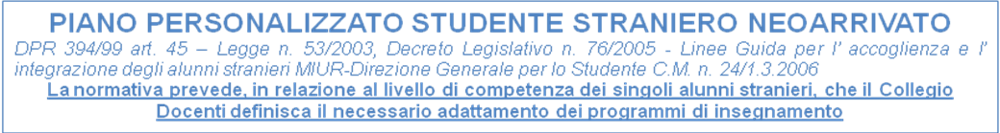 PIANO PERSONALIZZATO STUDENTE STRANIERO NEOARRIVATO
DPR 394/99 art. 45 – Legge n. 53/2003, Decreto Legislativo n. 76/2005 - Linee Guida per l' accoglienza e l'
integrazione degli alunni stranieri MIUR-Direzione Generale per lo Studente C.M. n. 24/1.3.2006
La normativa prevede, in relazione al livello di competenza dei singoli alunni stranieri, che il Collegio
Docenti definisca il necessario adattamento dei programmi di insegnamento